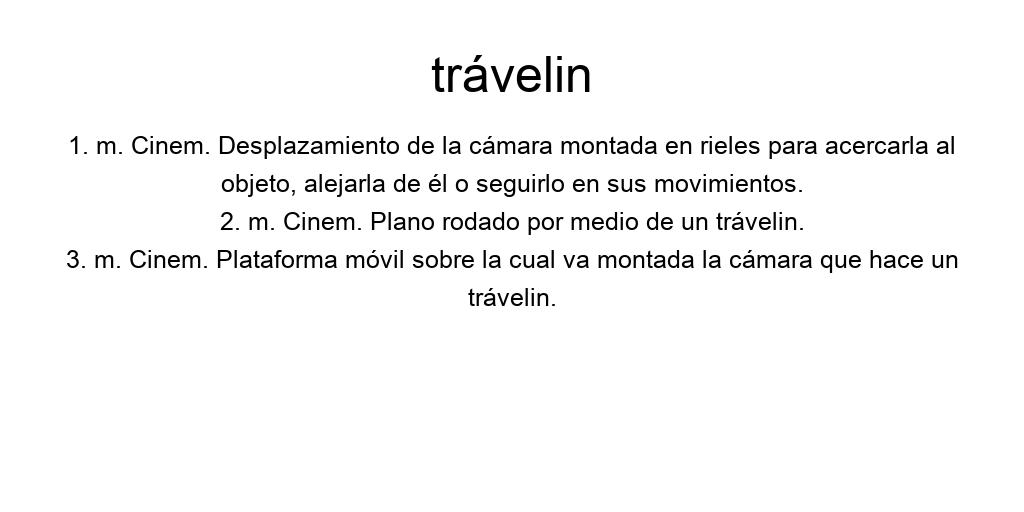 trávelin
1. m. Cinem. Desplazamiento de la cámara montada en rieles para acercarla al
objeto, alejarla de él o seguirlo en sus movimientos.
2. m. Cinem. Plano rodado por medio de un trávelin.
3. m. Cinem. Plataforma móvil sobre la cual va montada la cámara que hace un
trávelin.